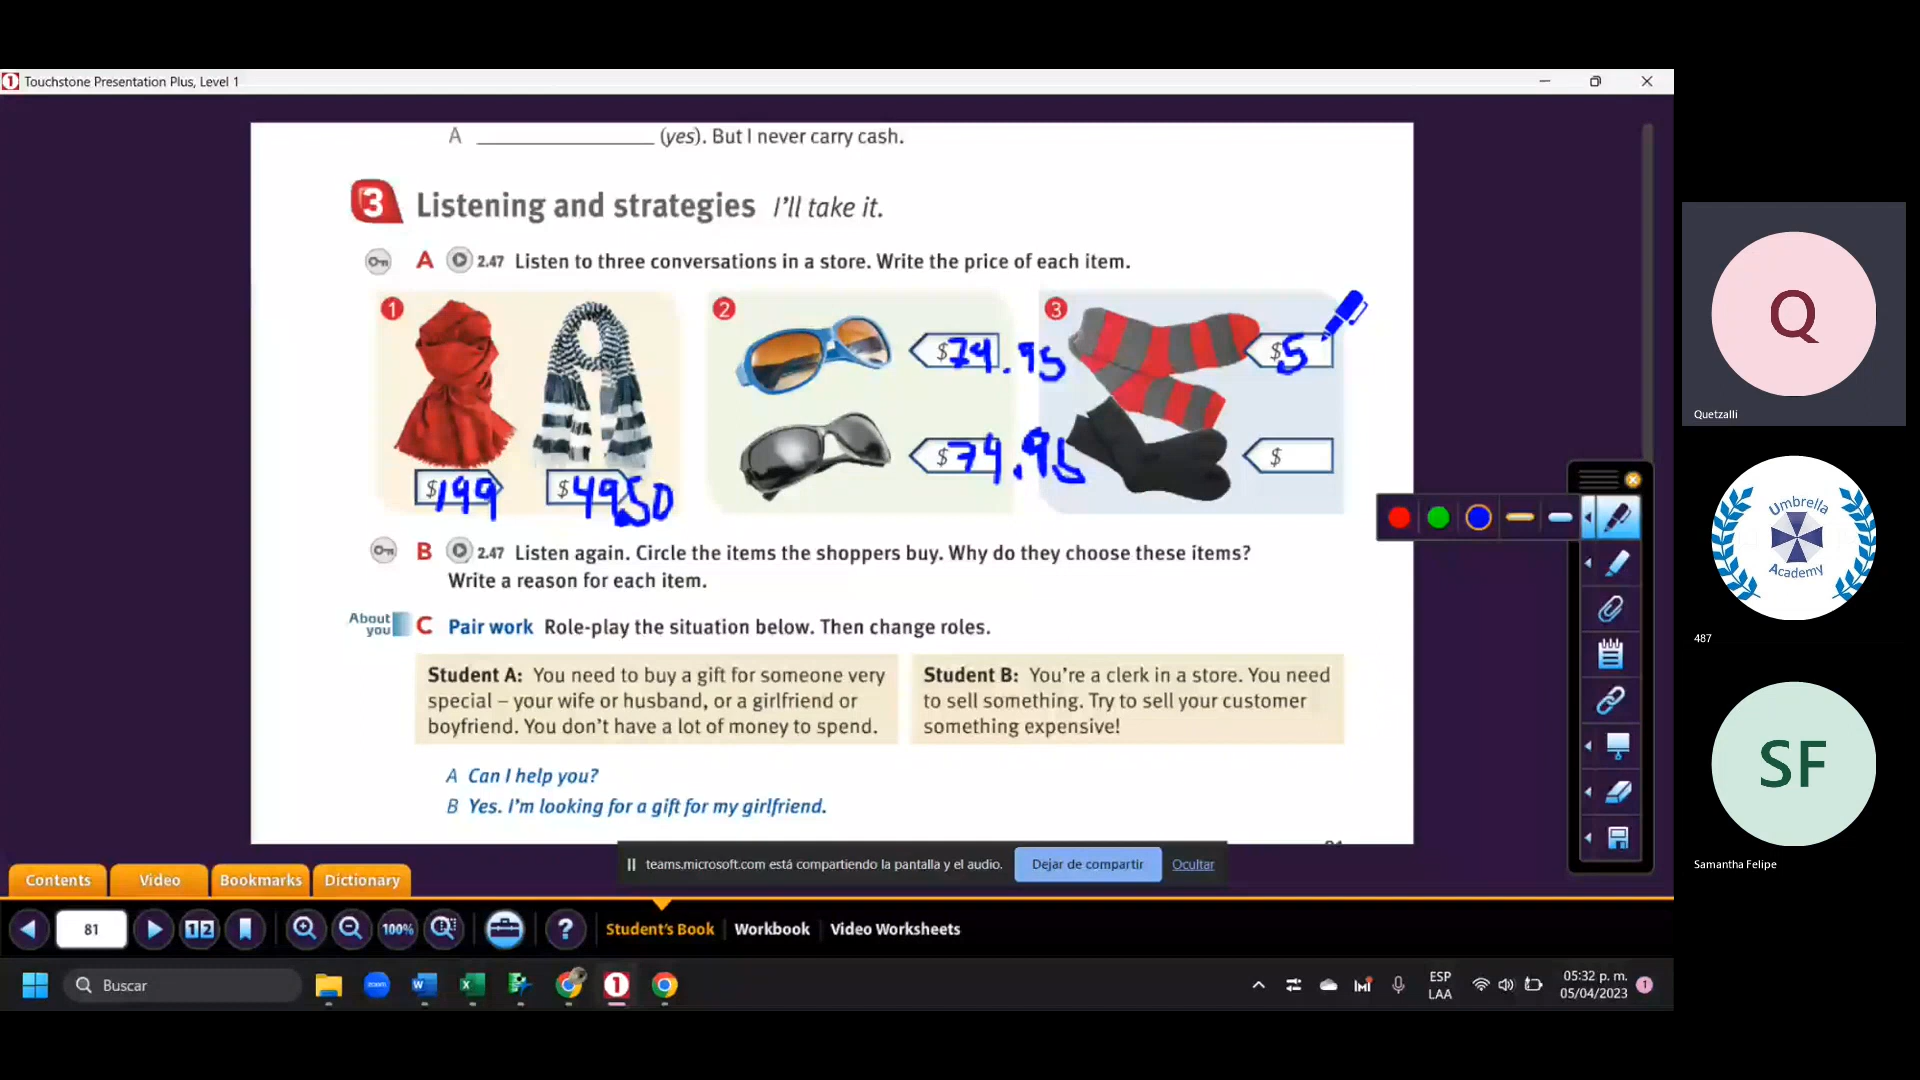 Touchstone Presentation Plus, Level 1
A ________________ (yes). But I never carry cash.
3 Listening and strategies I'll take it.
A 2.47 Listen to three conversations in a store. Write the price of each item.
1
2
3
$74.95
$5
$74.95
$
$199
$4950
B 2.47 Listen again. Circle the items the shoppers buy. Why do they choose these items?
Write a reason for each item.
About you
C Pair work Role-play the situation below. Then change roles.
Student A: You need to buy a gift for someone very
special – your wife or husband, or a girlfriend or
boyfriend. You don't have a lot of money to spend.
Student B: You're a clerk in a store. You need
to sell something. Try to sell your customer
something expensive!
A Can I help you?
B Yes. I'm looking for a gift for my girlfriend.
teams.microsoft.com está compartiendo la pantalla y el audio.
Dejar de compartir
Ocultar
Contents
Video
Bookmarks
Dictionary
81
12
100%
?
Student's Book
Workbook
Video Worksheets
Buscar
zoom
ESP
LAA
05:32 p. m.
05/04/2023
1
Q
Quetzalli
Umbrella
Academy
487
SF
Samantha Felipe